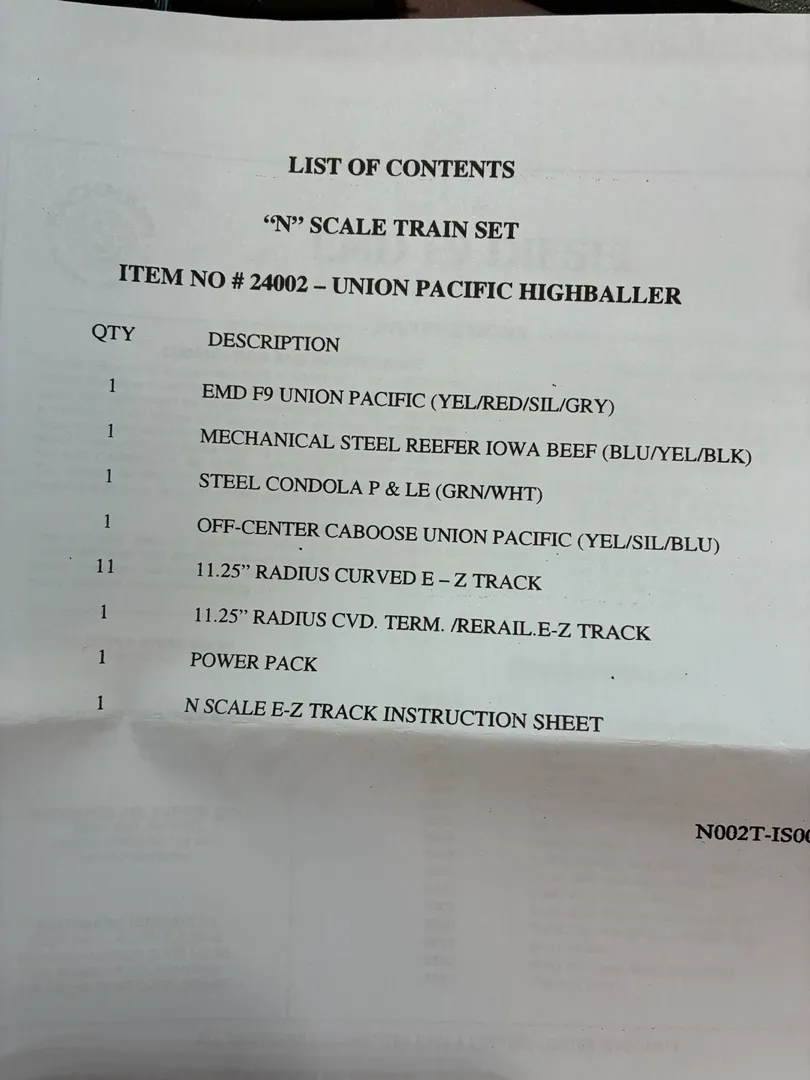 LIST OF CONTENTS
“N” SCALE TRAIN SET
ITEM NO # 24002 – UNION PACIFIC HIGHBALLER
QTY DESCRIPTION
1 EMD F9 UNION PACIFIC (YEL/RED/SIL/GRY)
1 MECHANICAL STEEL REEFER IOWA BEEF (BLU/YEL/BLK)
1 STEEL CONDOLA P & LE (GRN/WHT)
1 OFF-CENTER CABOOSE UNION PACIFIC (YEL/SIL/BLU)
11 11.25” RADIUS CURVED E – Z TRACK
1 11.25” RADIUS CVD. TERM. /RERAIL.E-Z TRACK
1 POWER PACK
1 N SCALE E-Z TRACK INSTRUCTION SHEET
N002T-IS00